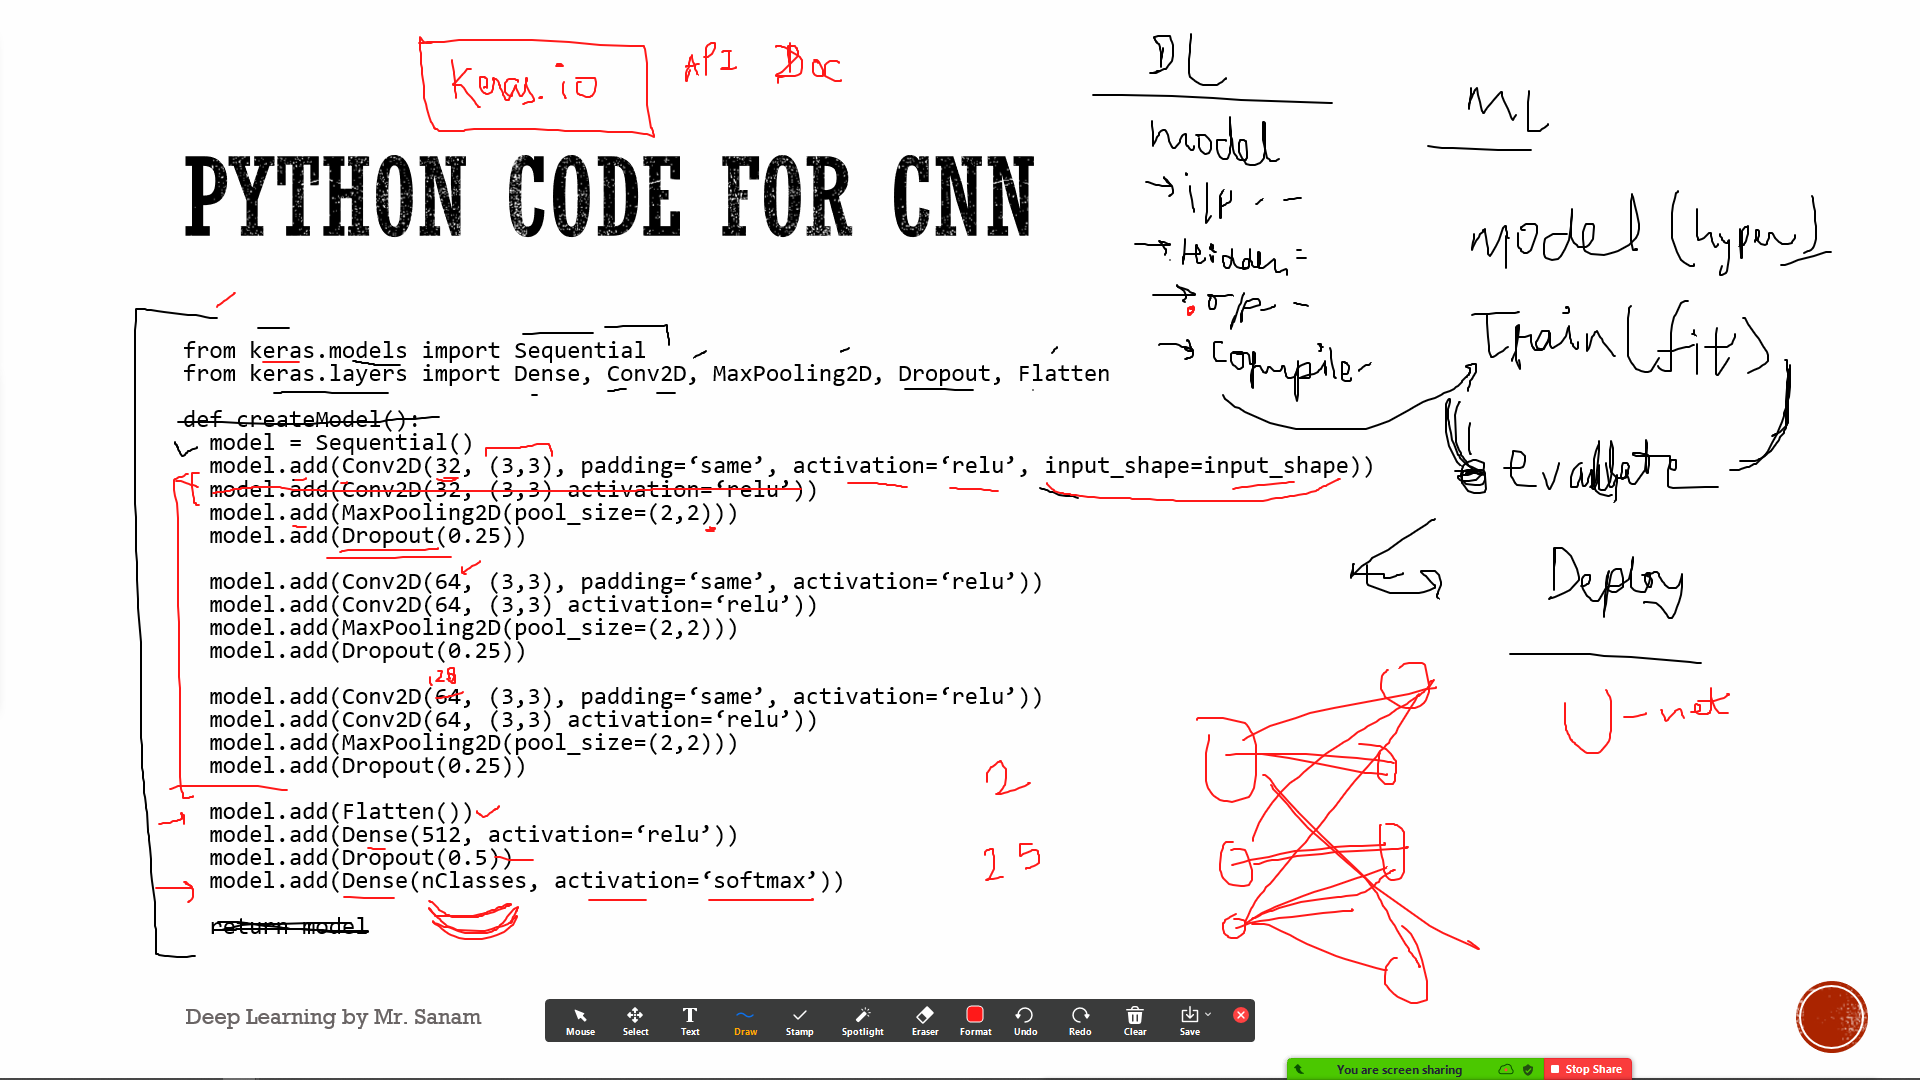 Keras.io API Doc
PYTHON CODE FOR CNN
from keras.models import Sequential
from keras.layers import Dense, Conv2D, MaxPooling2D, Dropout, Flatten
def createModel():
model = Sequential()
model.add(Conv2D(32, (3,3), padding=‘same’, activation=‘relu’, input_shape=input_shape))
model.add(Conv2D(32, (3,3) activation=‘relu’))
model.add(MaxPooling2D(pool_size=(2,2)))
model.add(Dropout(0.25))
model.add(Conv2D(64, (3,3), padding=‘same’, activation=‘relu’))
model.add(Conv2D(64, (3,3) activation=‘relu’))
model.add(MaxPooling2D(pool_size=(2,2)))
model.add(Dropout(0.25))
128
model.add(Conv2D(64, (3,3), padding=‘same’, activation=‘relu’))
model.add(Conv2D(64, (3,3) activation=‘relu’))
model.add(MaxPooling2D(pool_size=(2,2)))
model.add(Dropout(0.25))
model.add(Flatten())
model.add(Dense(512, activation=‘relu’))
model.add(Dropout(0.5))
model.add(Dense(nClasses, activation=‘softmax’))
return model
2
25
DL
model
i/p
Hidden
o/p
Compile
ML
model (hyper)
Train (fit)
evaluate
Deploy
U-net
Deep Learning by Mr. Sanam
Mouse Select Text Draw Stamp Spotlight Eraser Format Undo Redo Clear Save
You are screen sharing Stop Share